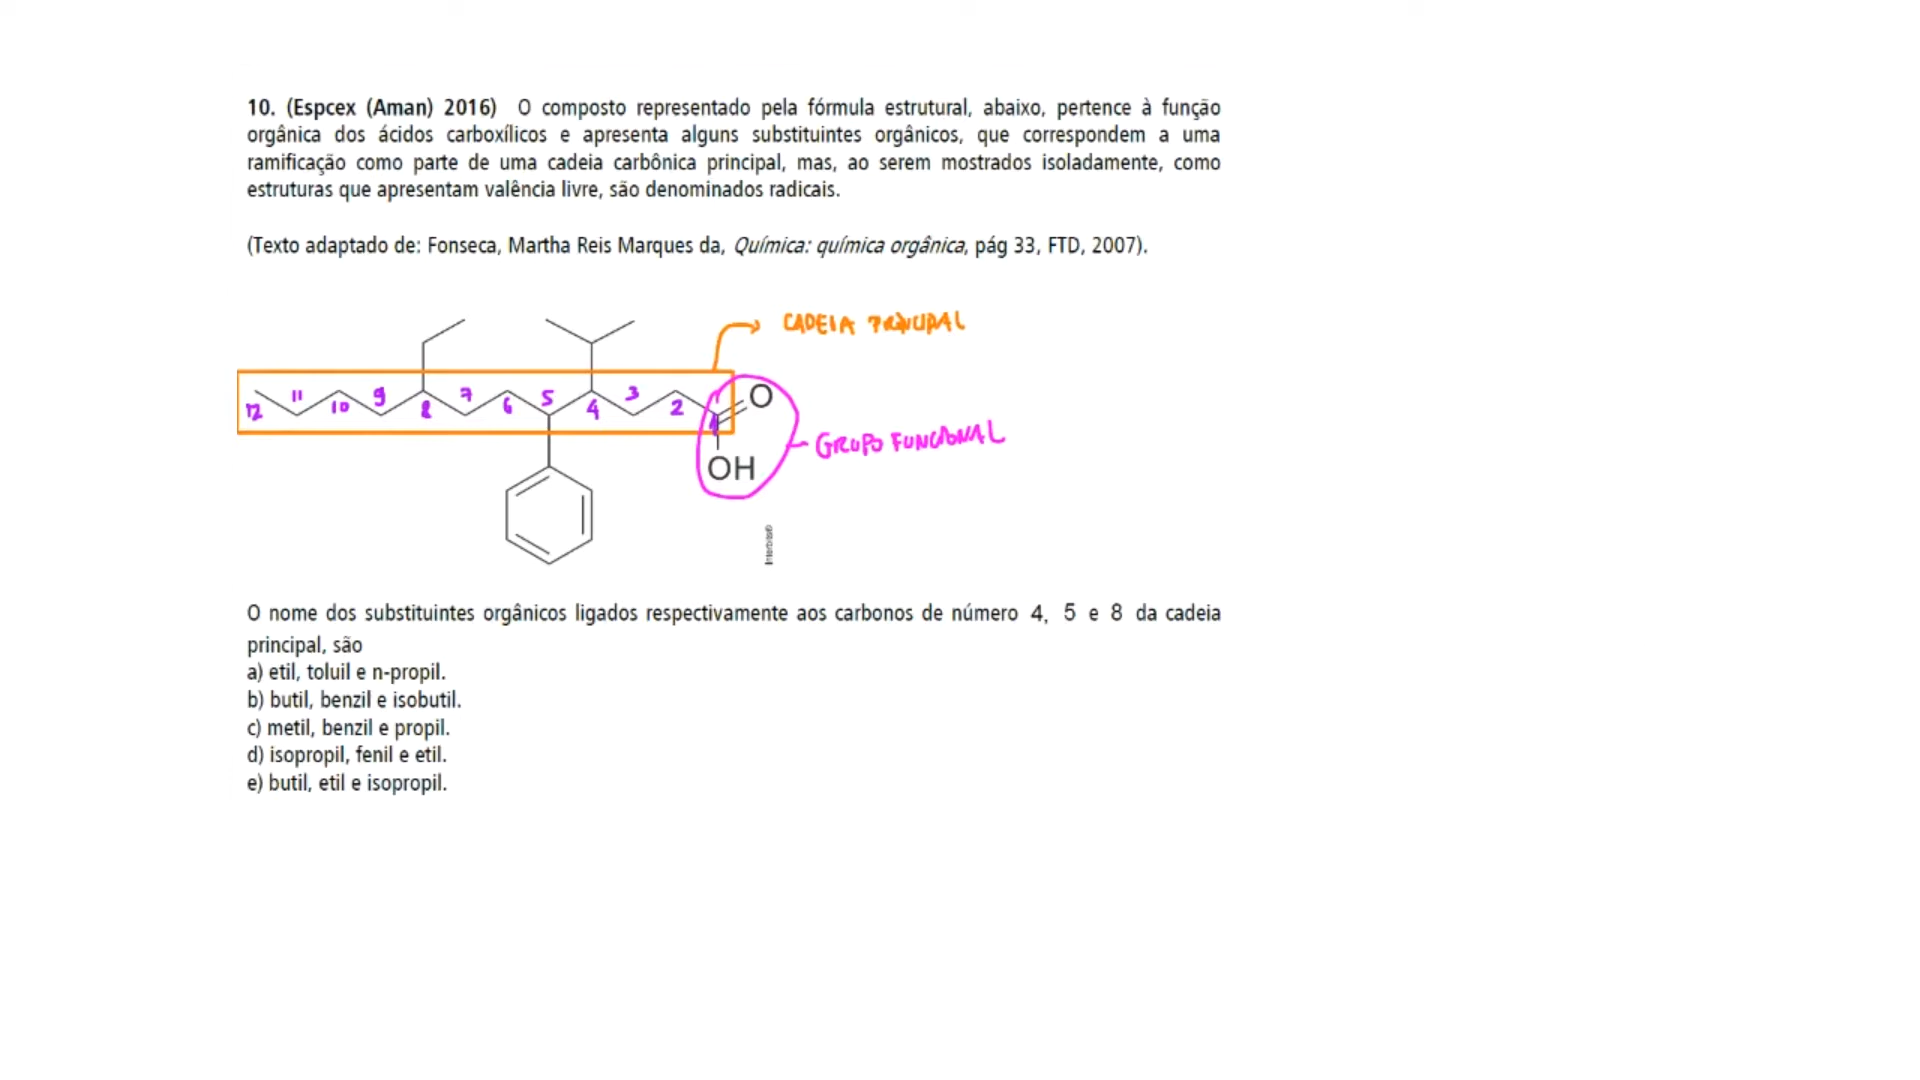 10. (Espcex (Aman) 2016) O composto representado pela fórmula estrutural, abaixo, pertence à função
orgânica dos ácidos carboxílicos e apresenta alguns substituintes orgânicos, que correspondem a uma
ramificação como parte de uma cadeia carbônica principal, mas, ao serem mostrados isoladamente, como
estruturas que apresentam valência livre, são denominados radicais.
(Texto adaptado de: Fonseca, Martha Reis Marques da, Química: química orgânica, pág 33, FTD, 2007).
CADEIA PRINCIPAL
12 11 10 9 8 7 6 5 4 3 2 1 O
GRUPO FUNCIONAL
OH
Interbits®
O nome dos substituintes orgânicos ligados respectivamente aos carbonos de número 4, 5 e 8 da cadeia
principal, são
a) etil, toluil e n-propil.
b) butil, benzil e isobutil.
c) metil, benzil e propil.
d) isopropil, fenil e etil.
e) butil, etil e isopropil.